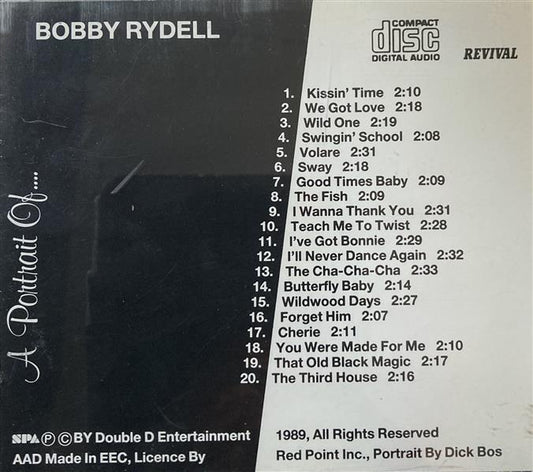 BOBBY RYDELL
COMPACT
disc
DIGITAL AUDIO
REVIVAL
A Portrait Of....
1. Kissin' Time 2:10
2. We Got Love 2:18
3. Wild One 2:19
4. Swingin' School 2:08
5. Volare 2:31
6. Sway 2:18
7. Good Times Baby 2:09
8. The Fish 2:09
9. I Wanna Thank You 2:31
10. Teach Me To Twist 2:28
11. I've Got Bonnie 2:29
12. I'll Never Dance Again 2:32
13. The Cha-Cha-Cha 2:33
14. Butterfly Baby 2:14
15. Wildwood Days 2:27
16. Forget Him 2:07
17. Cherie 2:11
18. You Were Made For Me 2:10
19. That Old Black Magic 2:17
20. The Third House 2:16
SPA Ⓟ © BY Double D Entertainment 1989, All Rights Reserved
AAD Made In EEC, Licence By Red Point Inc., Portrait By Dick Bos